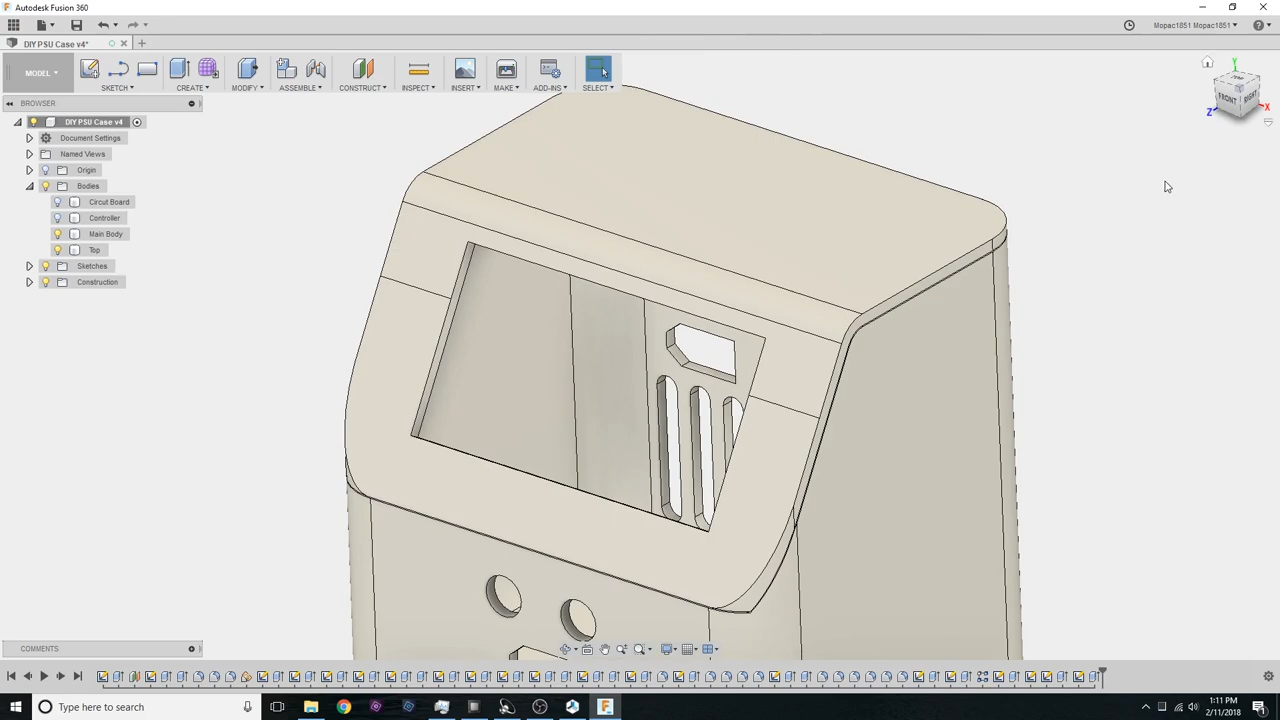 Autodesk Fusion 360
Mopac1851 Mopac1851
DIY PSU Case v4*
MODEL
SKETCH
CREATE
MODIFY
ASSEMBLE
CONSTRUCT
INSPECT
INSERT
MAKE
ADD-INS
SELECT
BROWSER
DIY PSU Case v4
Document Settings
Named Views
Origin
Bodies
Circut Board
Controller
Main Body
Top
Sketches
Construction
Y
FRONT RIGHT
Z
X
COMMENTS
Type here to search
1:11 PM
2/11/2018